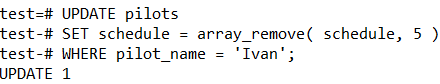 test=# UPDATE pilots
test-# SET schedule = array_remove( schedule, 5 )
test-# WHERE pilot_name = 'Ivan';
UPDATE 1